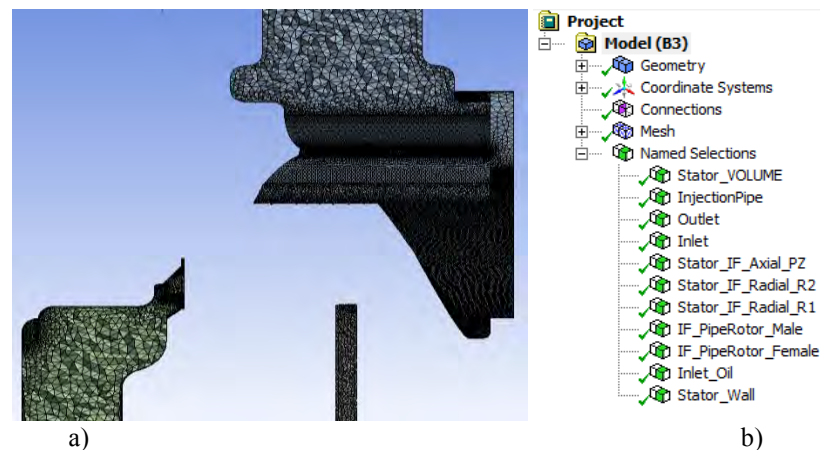 Project
Model (B3)
Geometry
Coordinate Systems
Connections
Mesh
Named Selections
Stator_VOLUME
InjectionPipe
Outlet
Inlet
Stator_IF_Axial_PZ
Stator_IF_Radial_R2
Stator_IF_Radial_R1
IF_PipeRotor_Male
IF_PipeRotor_Female
Inlet_Oil
Stator_Wall
a) b)